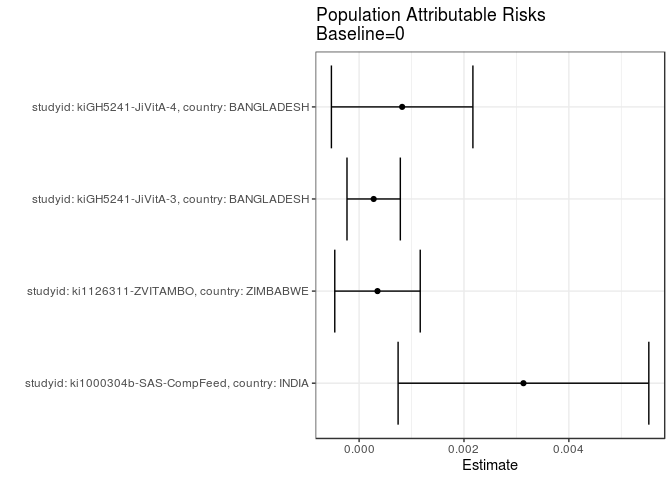 Population Attributable Risks
Baseline=0
studyid: kiGH5241-JiVitA-4, country: BANGLADESH
studyid: kiGH5241-JiVitA-3, country: BANGLADESH
studyid: ki1126311-ZVITAMBO, country: ZIMBABWE
studyid: ki1000304b-SAS-CompFeed, country: INDIA
0.000 0.002 0.004
Estimate